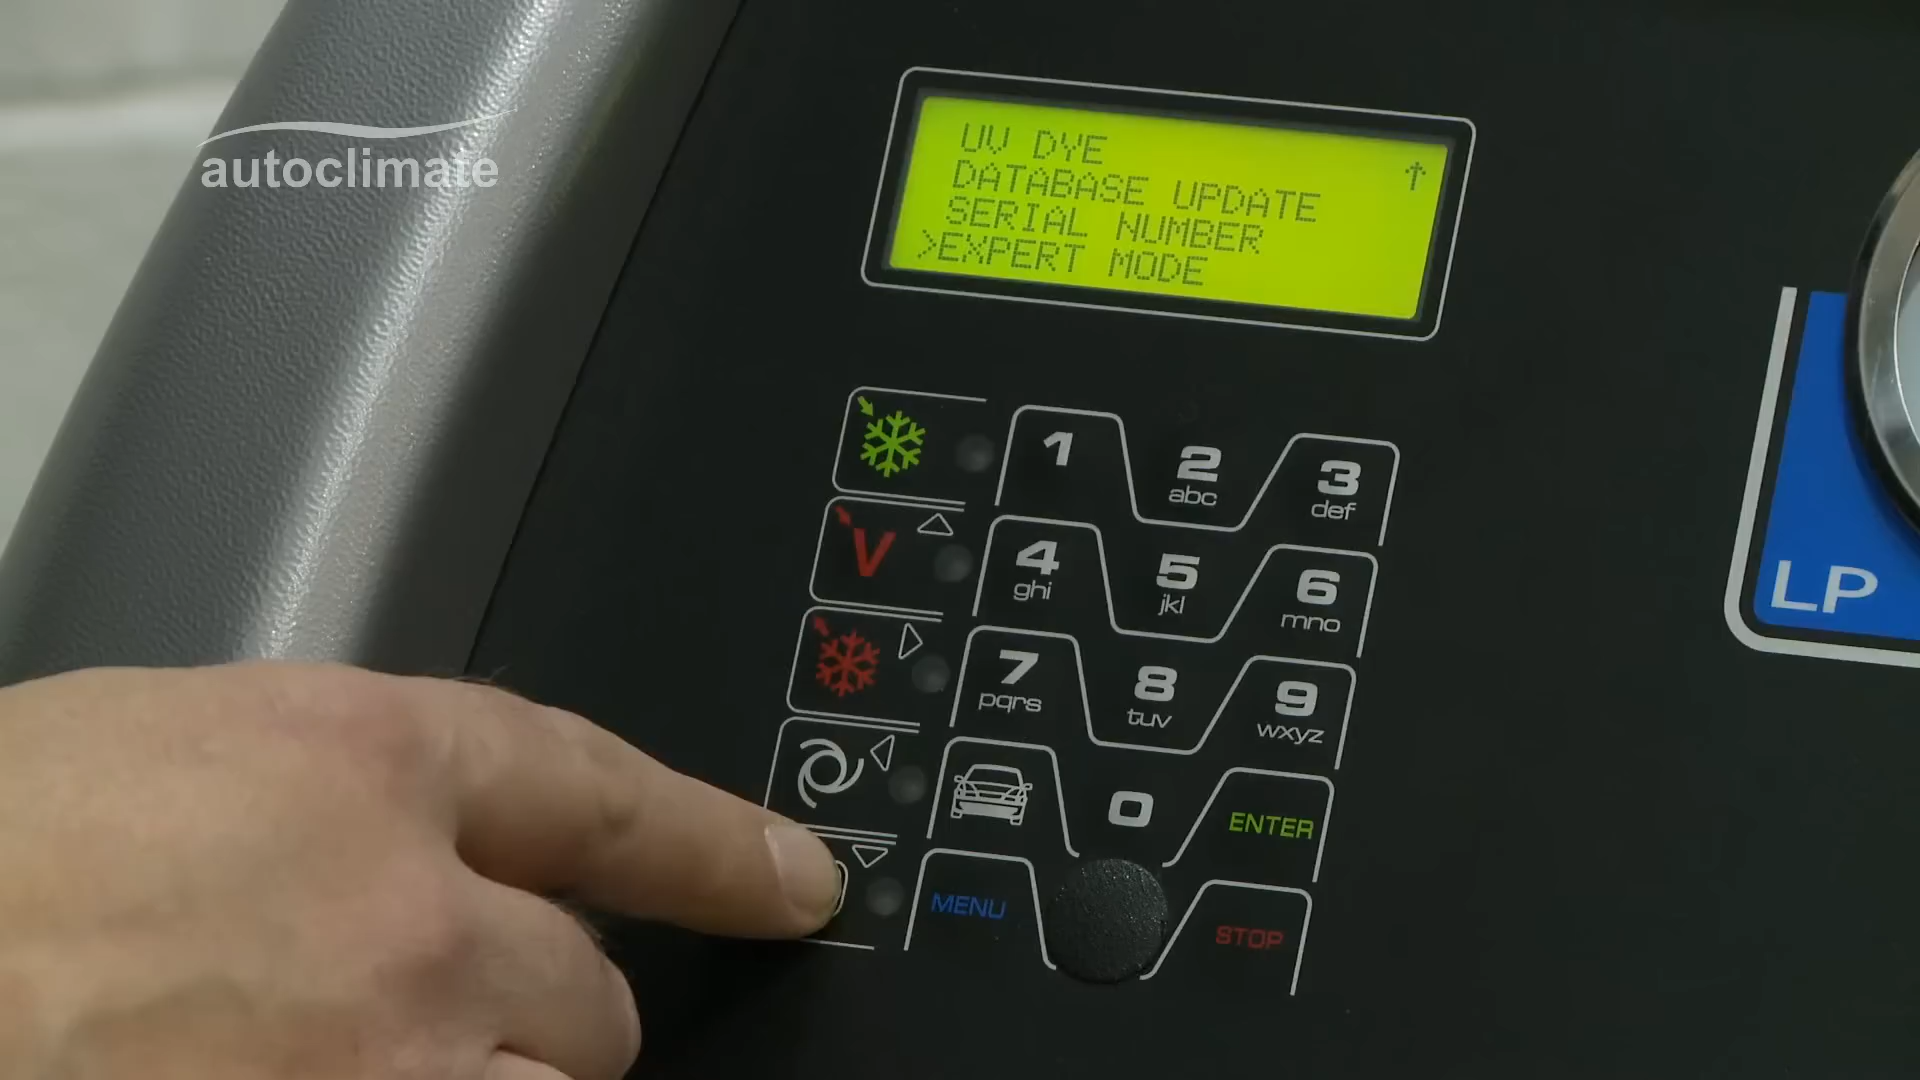 autoclimate
UV DYE
↑
DATABASE UPDATE
SERIAL NUMBER
>EXPERT MODE
1
2
abc
3
def
V
4
ghi
5
jkl
6
mno
7
pqrs
8
tuv
9
wxyz
0
ENTER
MENU
STOP
LP